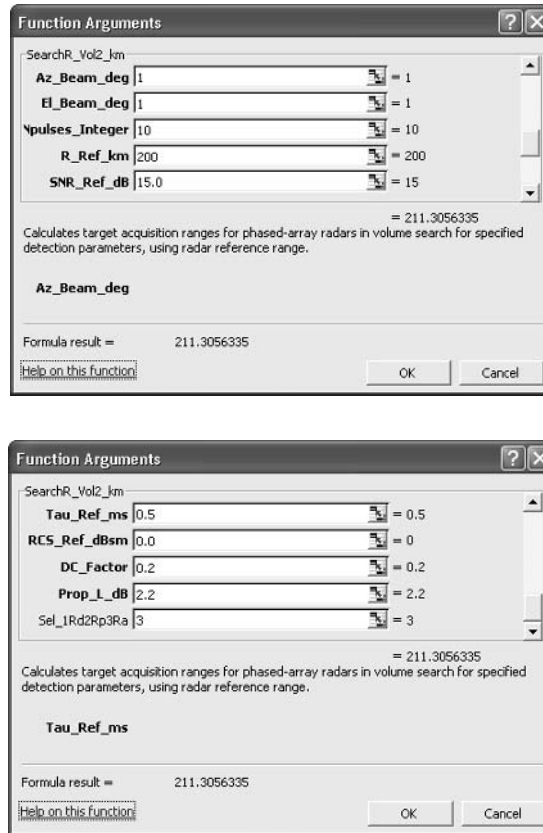 Function Arguments
SearchR_Vol2_km
Az_Beam_deg 1 = 1
El_Beam_deg 1 = 1
Npulses_Integer 10 = 10
R_Ref_km 200 = 200
SNR_Ref_dB 15.0 = 15
= 211.3056335
Calculates target acquisition ranges for phased-array radars in volume search for specified
detection parameters, using radar reference range.
Az_Beam_deg
Formula result = 211.3056335
Help on this function OK Cancel
Function Arguments
SearchR_Vol2_km
Tau_Ref_ms 0.5 = 0.5
RCS_Ref_dBsm 0.0 = 0
DC_Factor 0.2 = 0.2
Prop_L_dB 2.2 = 2.2
Sel_1Rd2Rp3Ra 3 = 3
= 211.3056335
Calculates target acquisition ranges for phased-array radars in volume search for specified
detection parameters, using radar reference range.
Tau_Ref_ms
Formula result = 211.3056335
Help on this function OK Cancel